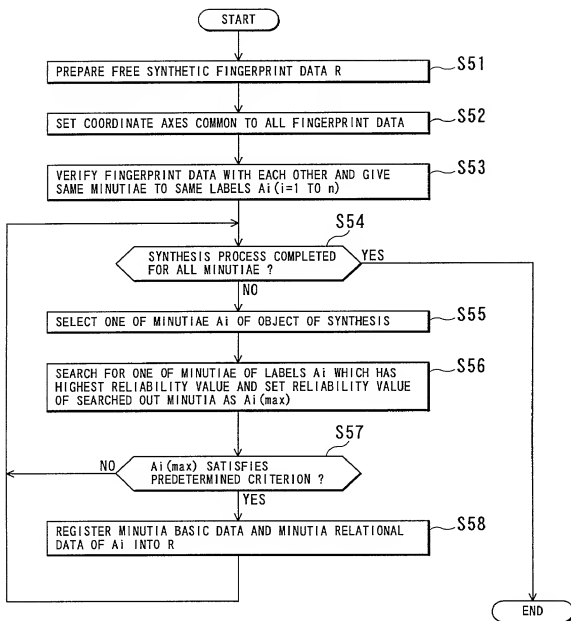 START
PREPARE FREE SYNTHETIC FINGERPRINT DATA R
S51
SET COORDINATE AXES COMMON TO ALL FINGERPRINT DATA
S52
VERIFY FINGERPRINT DATA WITH EACH OTHER AND GIVE
SAME MINUTIAE TO SAME LABELS Ai(i=1 TO n)
S53
S54
SYNTHESIS PROCESS COMPLETED
FOR ALL MINUTIAE ?
YES
NO
SELECT ONE OF MINUTIAE Ai OF OBJECT OF SYNTHESIS
S55
SEARCH FOR ONE OF MINUTIAE OF LABELS Ai WHICH HAS
HIGHEST RELIABILITY VALUE AND SET RELIABILITY VALUE
OF SEARCHED OUT MINUTIA AS Ai(max)
S56
S57
NO
Ai(max) SATISFIES
PREDETERMINED CRITERION ?
YES
REGISTER MINUTIA BASIC DATA AND MINUTIA RELATIONAL
DATA OF Ai INTO R
S58
END